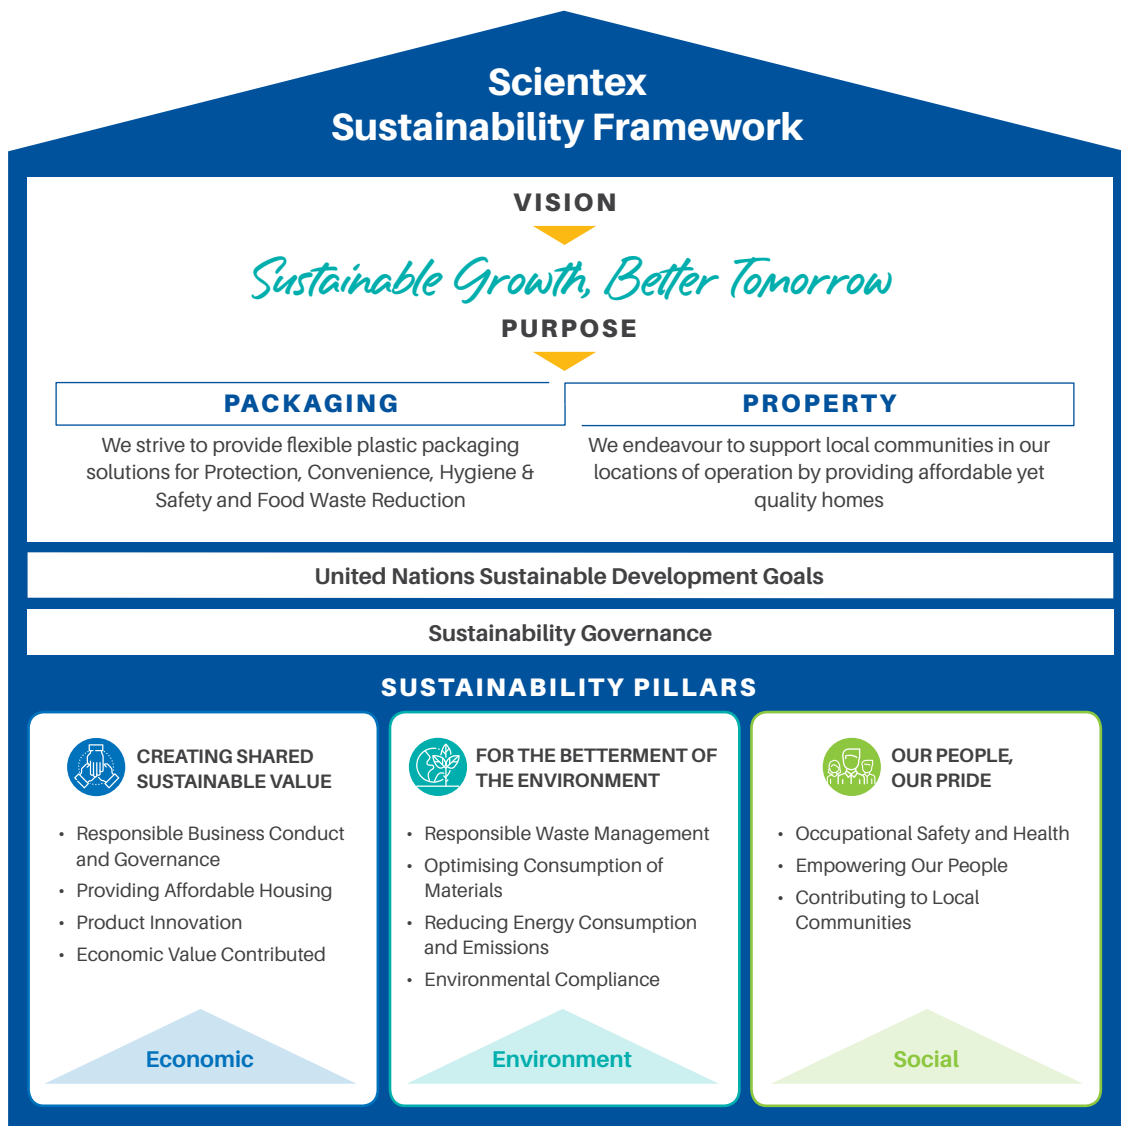 Scientex
Sustainability Framework
VISION
Sustainable Growth, Better Tomorrow
PURPOSE
PACKAGING
We strive to provide flexible plastic packaging
solutions for Protection, Convenience, Hygiene &
Safety and Food Waste Reduction
PROPERTY
We endeavour to support local communities in our
locations of operation by providing affordable yet
quality homes
United Nations Sustainable Development Goals
Sustainability Governance
SUSTAINABILITY PILLARS
CREATING SHARED
SUSTAINABLE VALUE
• Responsible Business Conduct
and Governance
• Providing Affordable Housing
• Product Innovation
• Economic Value Contributed
Economic
FOR THE BETTERMENT OF
THE ENVIRONMENT
• Responsible Waste Management
• Optimising Consumption of
Materials
• Reducing Energy Consumption
and Emissions
• Environmental Compliance
Environment
OUR PEOPLE,
OUR PRIDE
• Occupational Safety and Health
• Empowering Our People
• Contributing to Local
Communities
Social